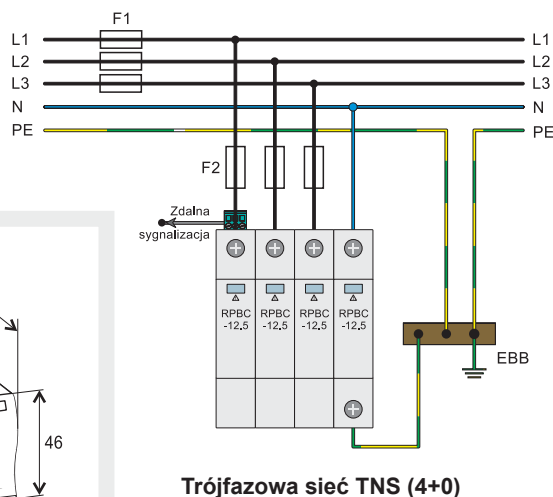 F1
L1 L1
L2 L2
L3 L3
N N
PE PE
F2
Zdalna
sygnalizacja
RPBC RPBC RPBC RPBC
-12,5 -12,5 -12,5 -12,5
EBB
46
Trójfazowa sieć TNS (4+0)